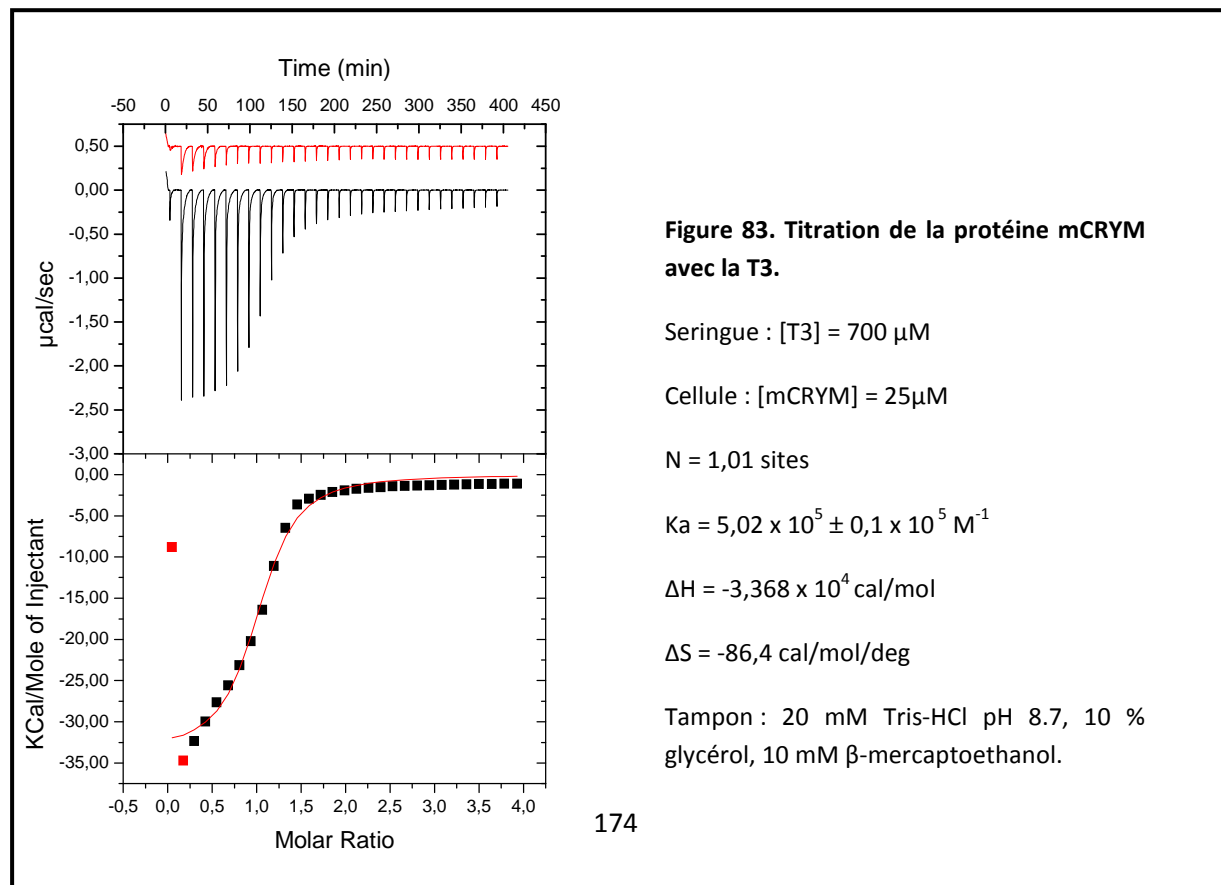 Time (min)
-50 0 50 100 150 200 250 300 350 400 450
0,50
0,00
-0,50
-1,00
-1,50
-2,00
-2,50
-3,00
µcal/sec
0,00
-5,00
-10,00
-15,00
-20,00
-25,00
-30,00
-35,00
KCal/Mole of Injectant
-0,5 0,0 0,5 1,0 1,5 2,0 2,5 3,0 3,5 4,0
Molar Ratio
Figure 83. Titration de la protéine mCRYM
avec la T3.
Seringue : [T3] = 700 µM
Cellule : [mCRYM] = 25µM
N = 1,01 sites
Ka = 5,02 x 10⁵ ± 0,1 x 10⁵ M⁻¹
ΔH = -3,368 x 10⁴ cal/mol
ΔS = -86,4 cal/mol/deg
Tampon : 20 mM Tris-HCl pH 8.7, 10 %
glycérol, 10 mM β-mercaptoethanol.
174